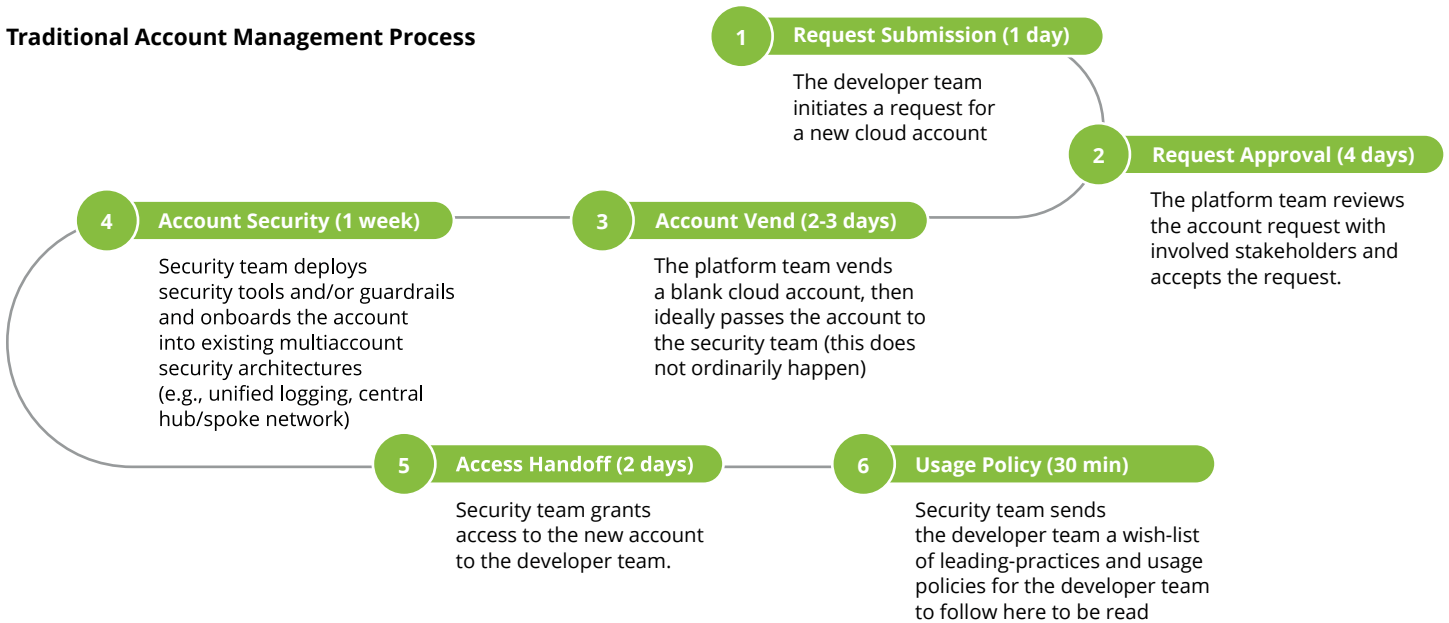 Traditional Account Management Process
1
Request Submission (1 day)
The developer team
initiates a request for
a new cloud account
2
Request Approval (4 days)
The platform team reviews
the account request with
involved stakeholders and
accepts the request.
3
Account Vend (2-3 days)
The platform team vends
a blank cloud account, then
ideally passes the account to
the security team (this does
not ordinarily happen)
4
Account Security (1 week)
Security team deploys
security tools and/or guardrails
and onboards the account
into existing multiaccount
security architectures
(e.g., unified logging, central
hub/spoke network)
5
Access Handoff (2 days)
Security team grants
access to the new account
to the developer team.
6
Usage Policy (30 min)
Security team sends
the developer team a wish-list
of leading-practices and usage
policies for the developer team
to follow here to be read